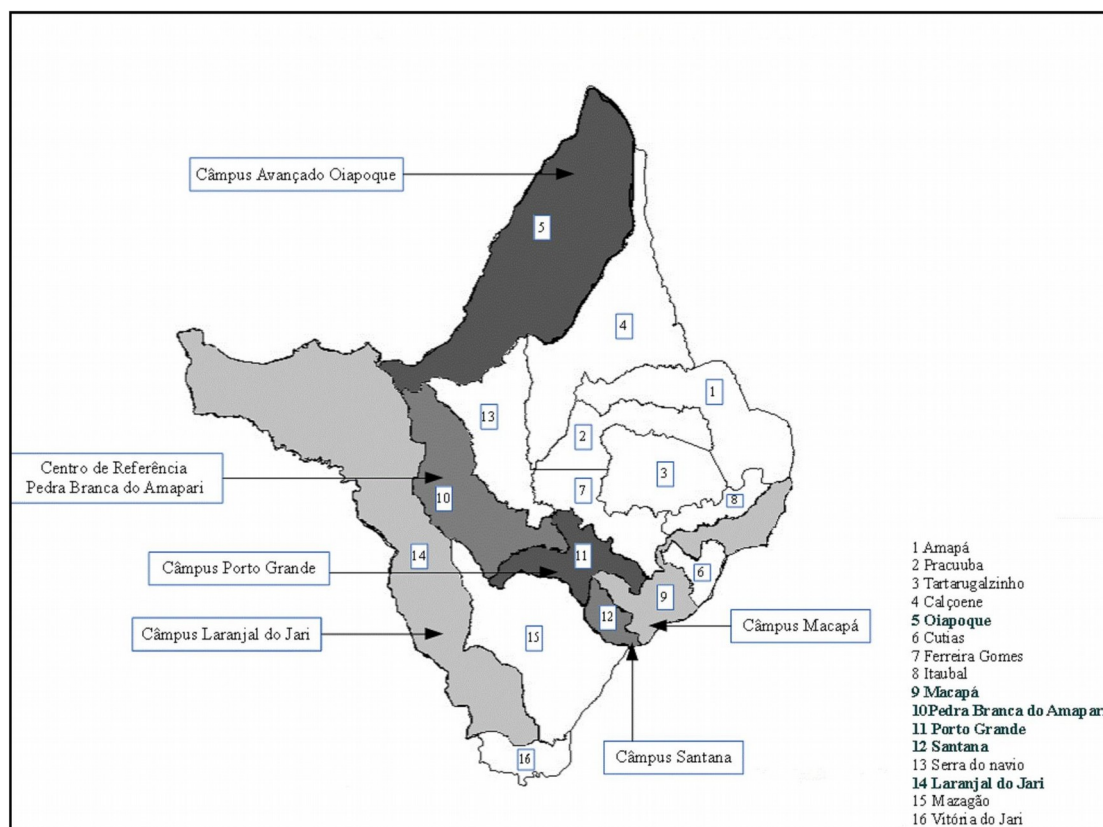 Câmpus Avançado Oiapoque
5
4
1
13
2
3
Centro de Referência
Pedra Branca do Amapari
10
7
8
14
11
Câmpus Porto Grande
6
9
12
Câmpus Laranjal do Jari
15
Câmpus Macapá
16
Câmpus Santana
1 Amapá
2 Pracuuba
3 Tartarugalzinho
4 Calçoene
5 Oiapoque
6 Cutias
7 Ferreira Gomes
8 Itaubal
9 Macapá
10Pedra Branca do Amapari
11 Porto Grande
12 Santana
13 Serra do navio
14 Laranjal do Jari
15 Mazagão
16 Vitória do Jari